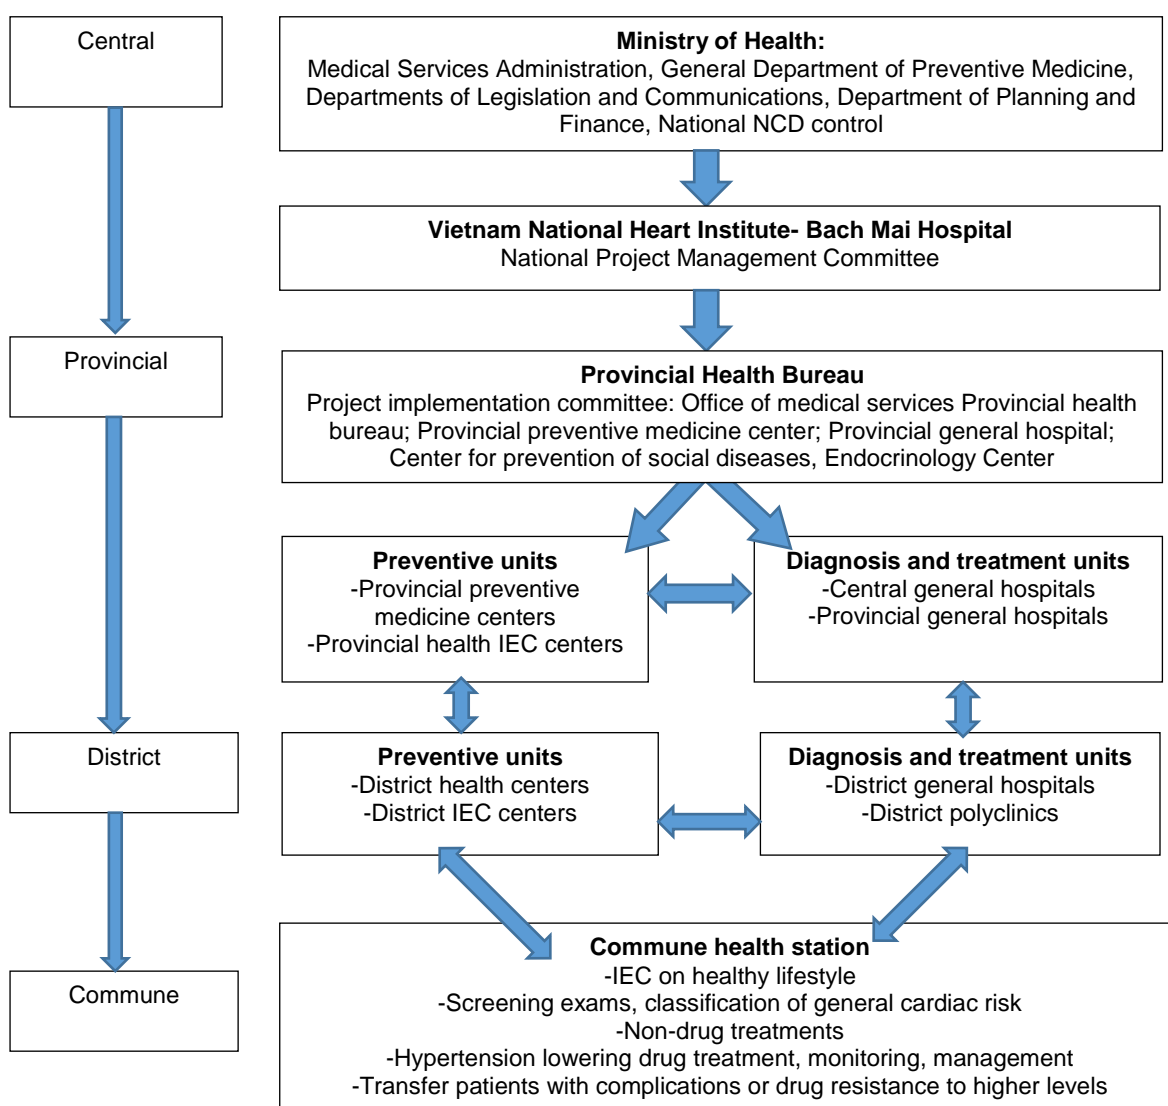 Central
Ministry of Health:
Medical Services Administration, General Department of Preventive Medicine,
Departments of Legislation and Communications, Department of Planning and
Finance, National NCD control
Vietnam National Heart Institute- Bach Mai Hospital
National Project Management Committee
Provincial
Provincial Health Bureau
Project implementation committee: Office of medical services Provincial health
bureau; Provincial preventive medicine center; Provincial general hospital;
Center for prevention of social diseases, Endocrinology Center
Preventive units
-Provincial preventive
medicine centers
-Provincial health IEC centers
Diagnosis and treatment units
-Central general hospitals
-Provincial general hospitals
District
Preventive units
-District health centers
-District IEC centers
Diagnosis and treatment units
-District general hospitals
-District polyclinics
Commune
Commune health station
-IEC on healthy lifestyle
-Screening exams, classification of general cardiac risk
-Non-drug treatments
-Hypertension lowering drug treatment, monitoring, management
-Transfer patients with complications or drug resistance to higher levels